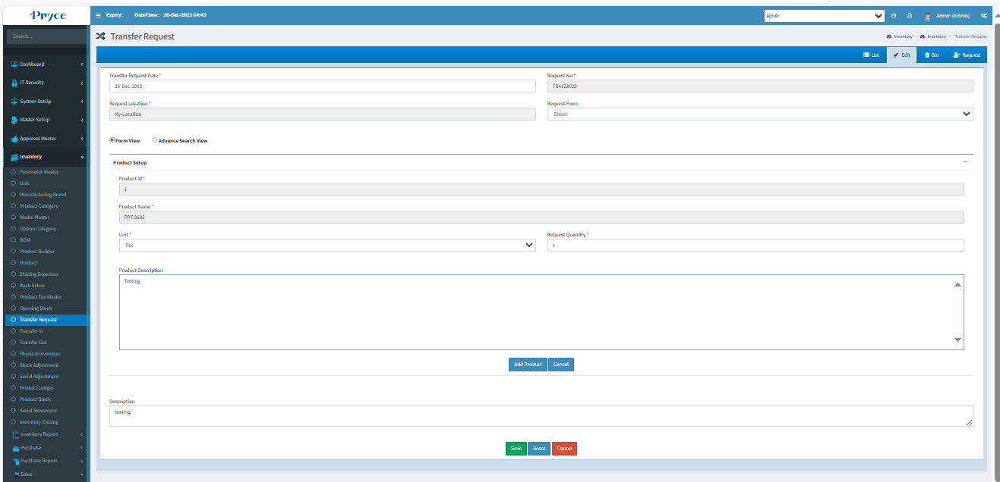 Pryce
Expiry : DateTime : 26-Dec-2023 04:43
Ajmer
Admin (Admin)
Search...
Transfer Request
Inventory Inventory Transfer Request
List Edit Bin Request
Dashboard
IT Security
System SetUp
Master SetUp
Approval Master
Inventory
Parameter Master
Unit
Manufacturing Brand
Product Category
Model Master
Option Category
BOM
Product Builder
Product
Shiping Expenses
Rack Setup
Product Tax Master
Opening Stock
Transfer Request
Transfer In
Transfer Out
Physical Inventory
Stock Adjustment
Serial Adjustment
Product Ledger
Product Stock
Serial Movement
Inventory Closing
Inventory Report
Purchase
Purchase Report
Sales
Transfer Request Date *
26-Dec-2023
Request No *
TR4122023-
Request Location *
My Location
Request From
Direct
Form View Advance Search View
Product Setup
Product Id *
1
Product Name *
PPT-8525
Unit *
Pcs
Request Quantity *
1
Product Description
Testing
Add Product Cancel
Description
testing
Save Reset Cancel